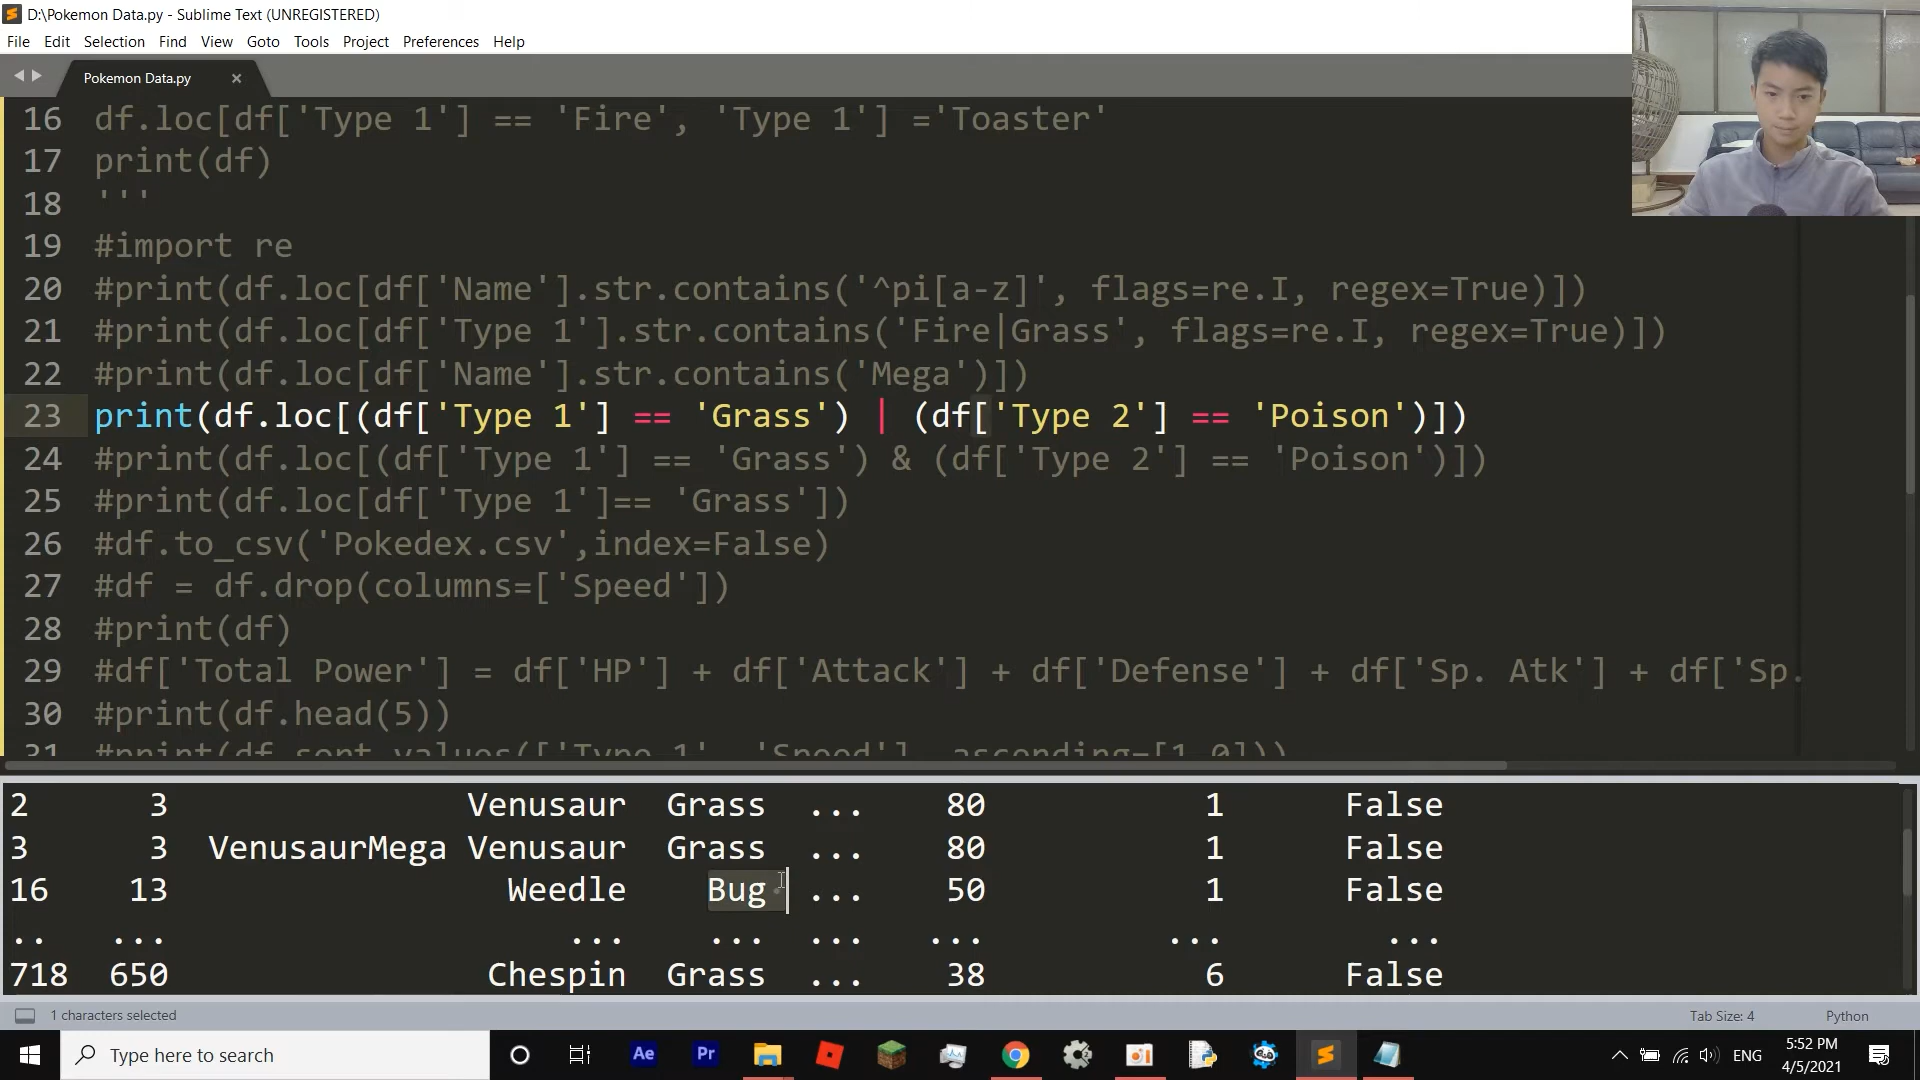 D:\Pokemon Data.py - Sublime Text (UNREGISTERED)
File Edit Selection Find View Goto Tools Project Preferences Help
Pokemon Data.py ×
16 df.loc[df['Type 1'] == 'Fire', 'Type 1'] ='Toaster'
17 print(df)
18 '''
19 #import re
20 #print(df.loc[df['Name'].str.contains('^pi[a-z]', flags=re.I, regex=True)])
21 #print(df.loc[df['Type 1'].str.contains('Fire|Grass', flags=re.I, regex=True)])
22 #print(df.loc[df['Name'].str.contains('Mega')])
23 print(df.loc[(df['Type 1'] == 'Grass') | (df['Type 2'] == 'Poison')])
24 #print(df.loc[(df['Type 1'] == 'Grass') & (df['Type 2'] == 'Poison')])
25 #print(df.loc[df['Type 1']== 'Grass'])
26 #df.to_csv('Pokedex.csv',index=False)
27 #df = df.drop(columns=['Speed'])
28 #print(df)
29 #df['Total Power'] = df['HP'] + df['Attack'] + df['Defense'] + df['Sp. Atk'] + df['Sp.
30 #print(df.head(5))
31 #print(df.sort_values(['Type 1', 'Speed'], ascending=[1,0]))
2 3 Venusaur Grass ... 80 1 False
3 3 VenusaurMega Venusaur Grass ... 80 1 False
16 13 Weedle Bug ... 50 1 False
.. ... ... ... ... ... ... ...
718 650 Chespin Grass ... 38 6 False
1 characters selected Tab Size: 4 Python
Type here to search Ae Pr ENG 5:52 PM
4/5/2021